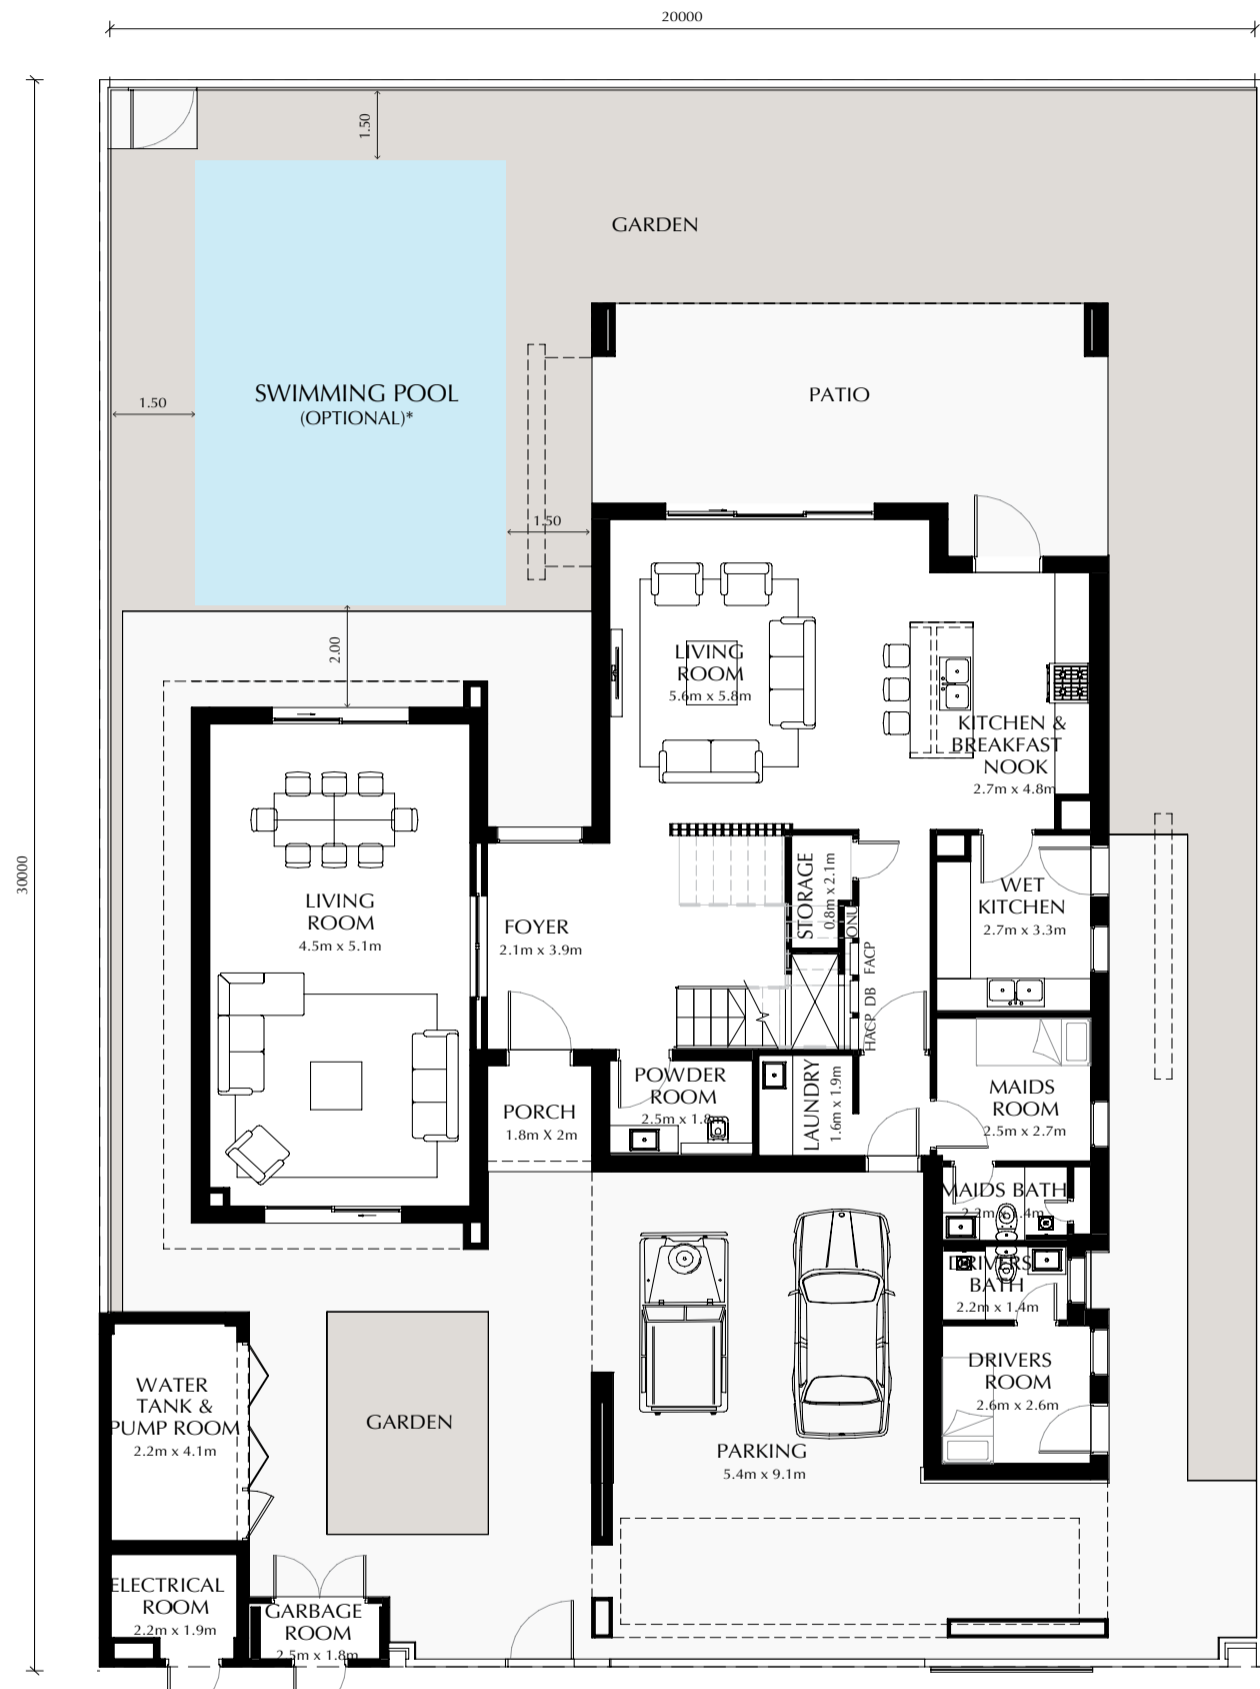 20000
30000
1.50
GARDEN
SWIMMING POOL
(OPTIONAL)*
1.50
PATIO
1.50
2.00
LIVING
ROOM
5.6m x 5.8m
KITCHEN &
BREAKFAST
NOOK
2.7m x 4.8m
LIVING
ROOM
4.5m x 5.1m
FOYER
2.1m x 3.9m
STORAGE
0.8m x 2.1m
ONU
HACP DB FACP
WET
KITCHEN
2.7m x 3.3m
PORCH
1.8m X 2m
POWDER
ROOM
2.5m x 1.8m
LAUNDRY
1.6m x 1.9m
MAIDS
ROOM
2.5m x 2.7m
MAIDS BATH
2.2m x 1.4m
DRIVERS
BATH
2.2m x 1.4m
DRIVERS
ROOM
2.6m x 2.6m
WATER
TANK &
PUMP ROOM
2.2m x 4.1m
GARDEN
PARKING
5.4m x 9.1m
ELECTRICAL
ROOM
2.2m x 1.9m
GARBAGE
ROOM
2.5m x 1.8m